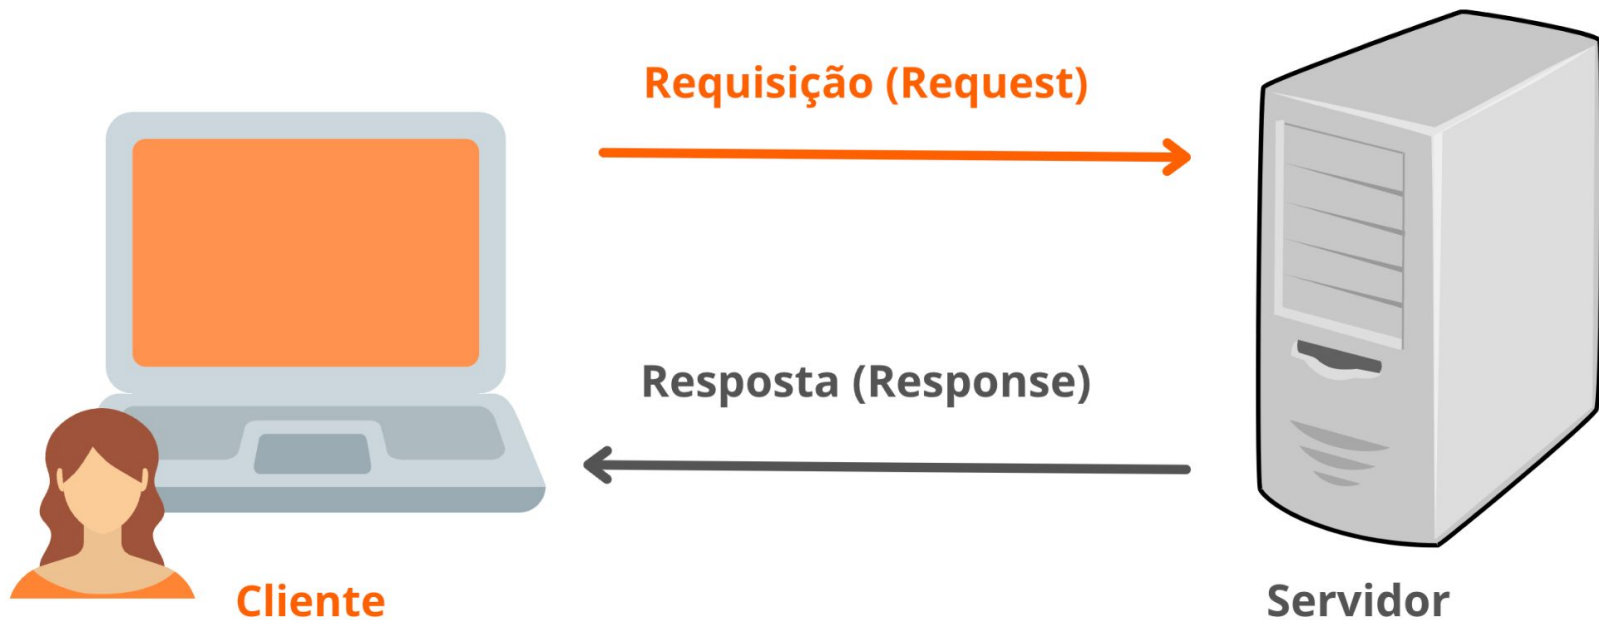 Requisição (Request)
Resposta (Response)
Cliente
Servidor